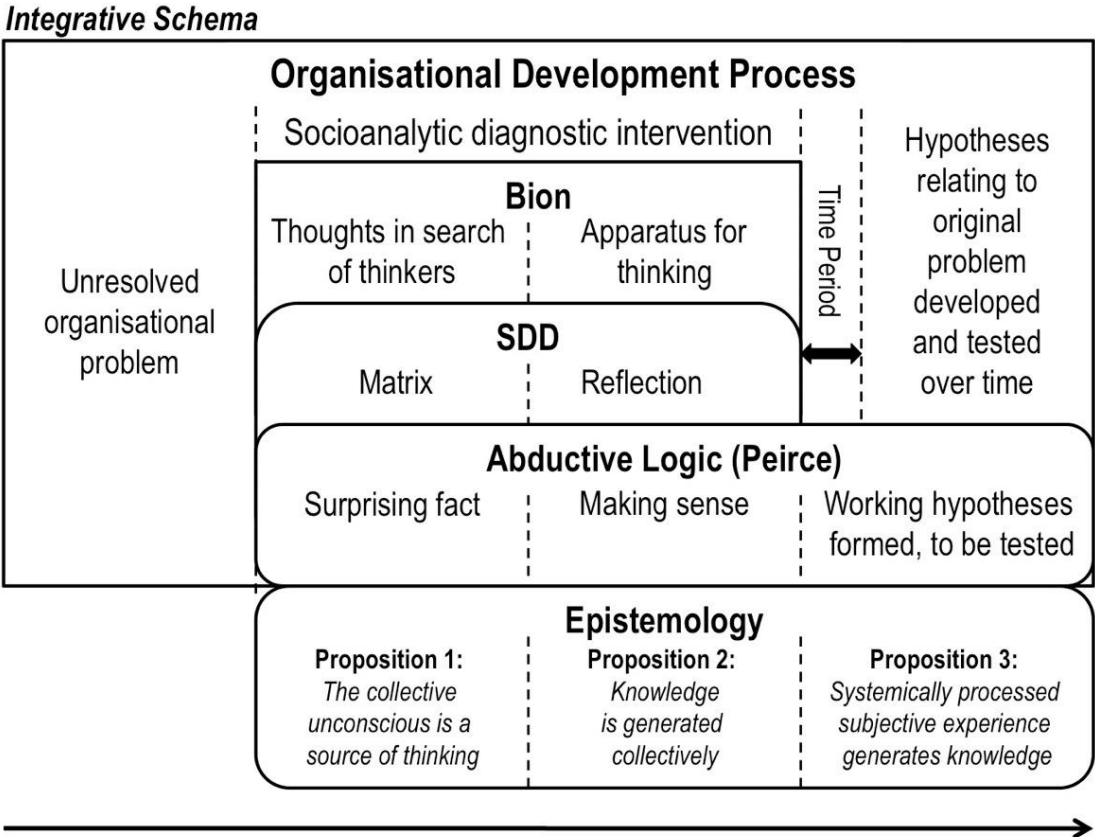 Integrative Schema
Organisational Development Process
Socioanalytic diagnostic intervention
Unresolved
organisational
problem
Bion
Thoughts in search
of thinkers
Apparatus for
thinking
SDD
Matrix
Reflection
Time Period
Hypotheses
relating to
original
problem
developed
and tested
over time
Abductive Logic (Peirce)
Surprising fact
Making sense
Working hypotheses
formed, to be tested
Epistemology
Proposition 1:
The collective
unconscious is a
source of thinking
Proposition 2:
Knowledge
is generated
collectively
Proposition 3:
Systemically processed
subjective experience
generates knowledge